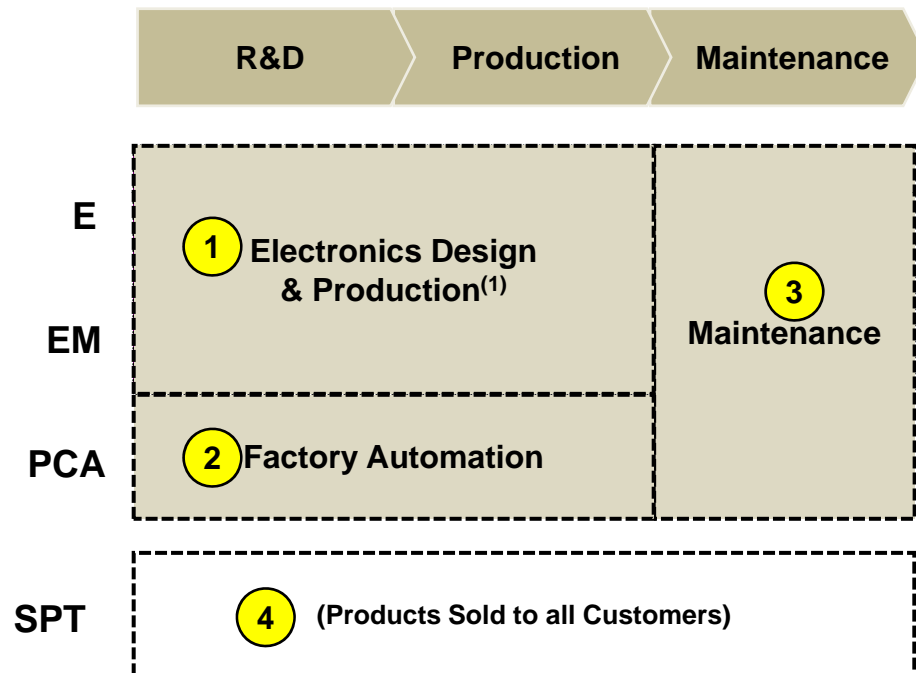 R&D Production Maintenance
E
1 Electronics Design
& Production(1)
3
EM
Maintenance
PCA
2 Factory Automation
SPT
4 (Products Sold to all Customers)